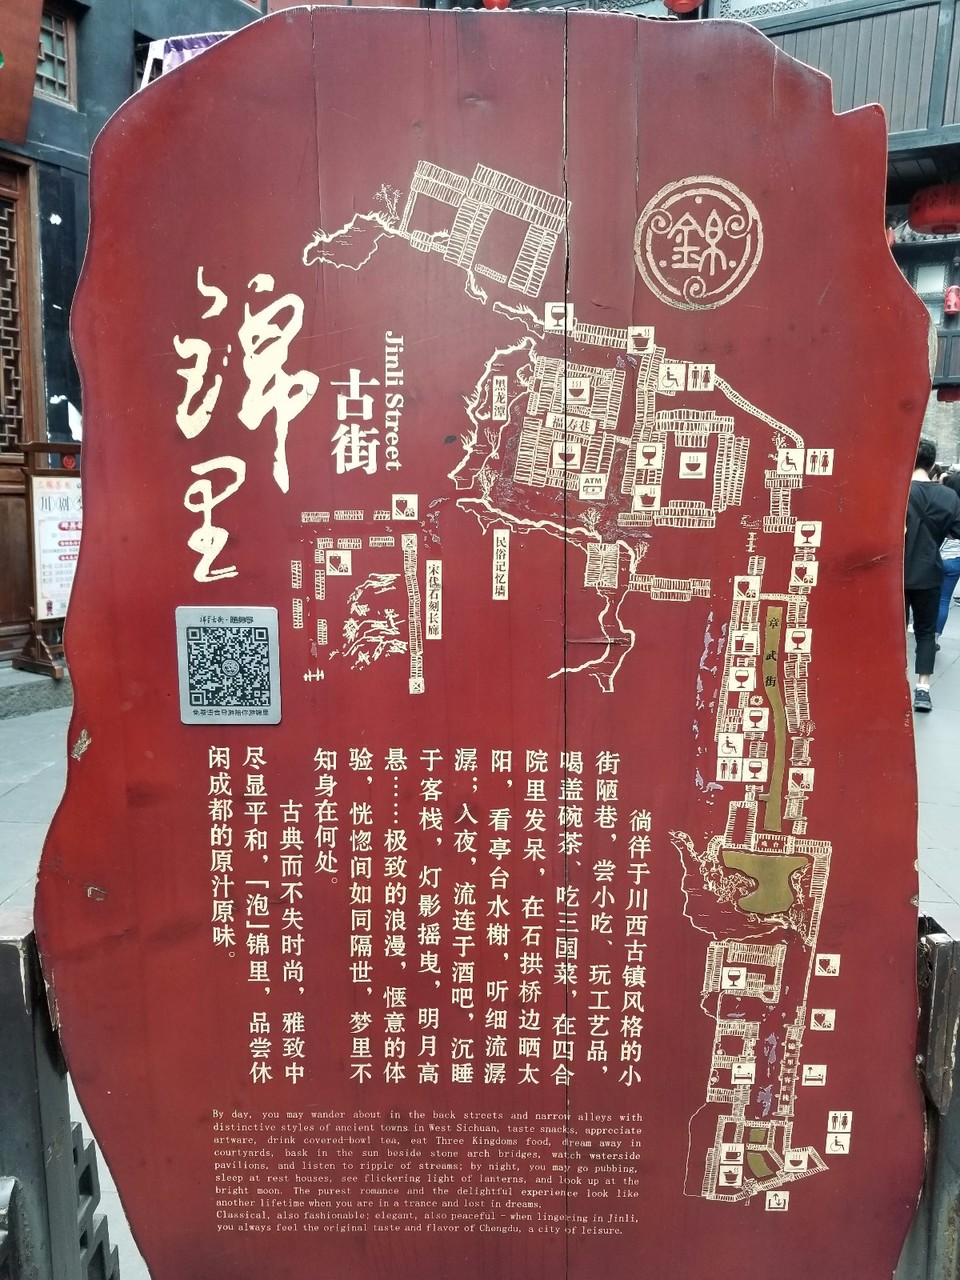 锦里
古街
Jinli Street
锦
黑龙潭
福寿巷
ATM
民俗记忆墙
宋代石刻长廊
章武街
戏台
徜徉于川西古镇风格的小
街陋巷，尝小吃、玩工艺品，
喝盖碗茶、吃三国菜，在四合
院里发呆，在石拱桥边晒太
阳，看亭台水榭，听细流潺
潺；入夜，流连于酒吧，沉睡
于客栈，灯影摇曳，明月高
悬……极致的浪漫，惬意的体
验，恍惚间如同隔世，梦里不
知身在何处。
古典而不失时尚，雅致中
尽显平和，「泡」锦里，品尝休
闲成都的原汁原味。
By day, you may wander about in the back streets and narrow alleys with
distinctive styles of ancient towns in West Sichuan, taste snacks, appreciate
artware, drink covered-bowl tea, eat Three Kingdoms food, dream away in
courtyards, bask in the sun beside stone arch bridges, watch waterside
pavilions, and listen to ripple of streams; by night, you may go pubbing,
sleep at rest houses, see flickering light of lanterns, and look up at the
bright moon. The purest romance and the delightful experience look like
another lifetime when you are in a trance and lost in dreams.
Classical, also fashionable; elegant, also peaceful - when lingering in Jinli,
you always feel the original taste and flavor of Chengdu, a city of leisure.